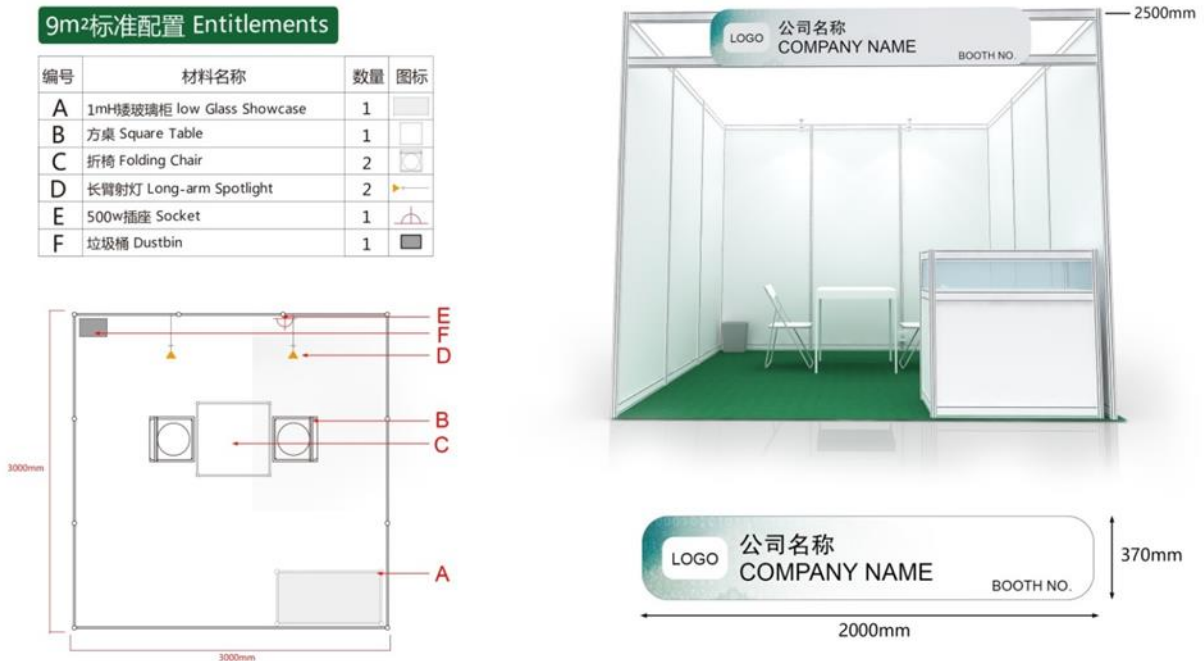 9m²标准配置 Entitlements
编号 材料名称 数量 图标
A 1mH矮玻璃柜 low Glass Showcase 1
B 方桌 Square Table 1
C 折椅 Folding Chair 2
D 长臂射灯 Long-arm Spotlight 2
E 500w插座 Socket 1
F 垃圾桶 Dustbin 1
E
F
D
B
C
A
3000mm
3000mm
2500mm
LOGO
公司名称
COMPANY NAME
BOOTH NO.
LOGO
公司名称
COMPANY NAME
BOOTH NO.
370mm
2000mm